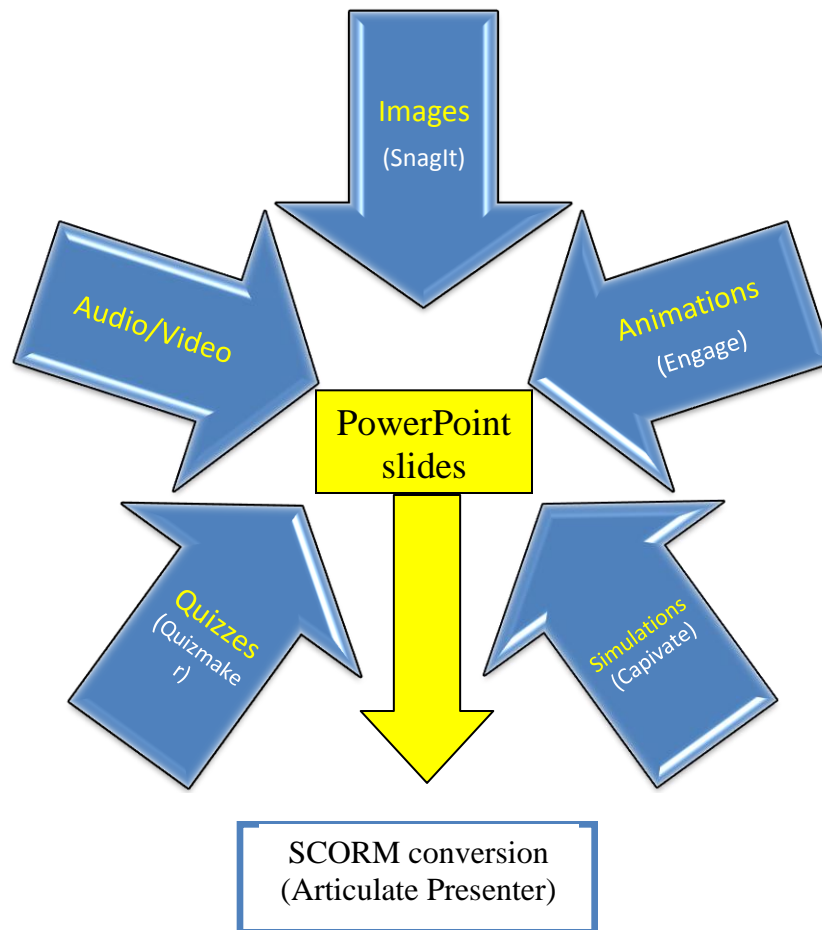 Images
(SnagIt)
Audio/Video
Animations
(Engage)
PowerPoint
slides
Quizzes
(Quizmake
r)
Simulations
(Capivate)
SCORM conversion
(Articulate Presenter)